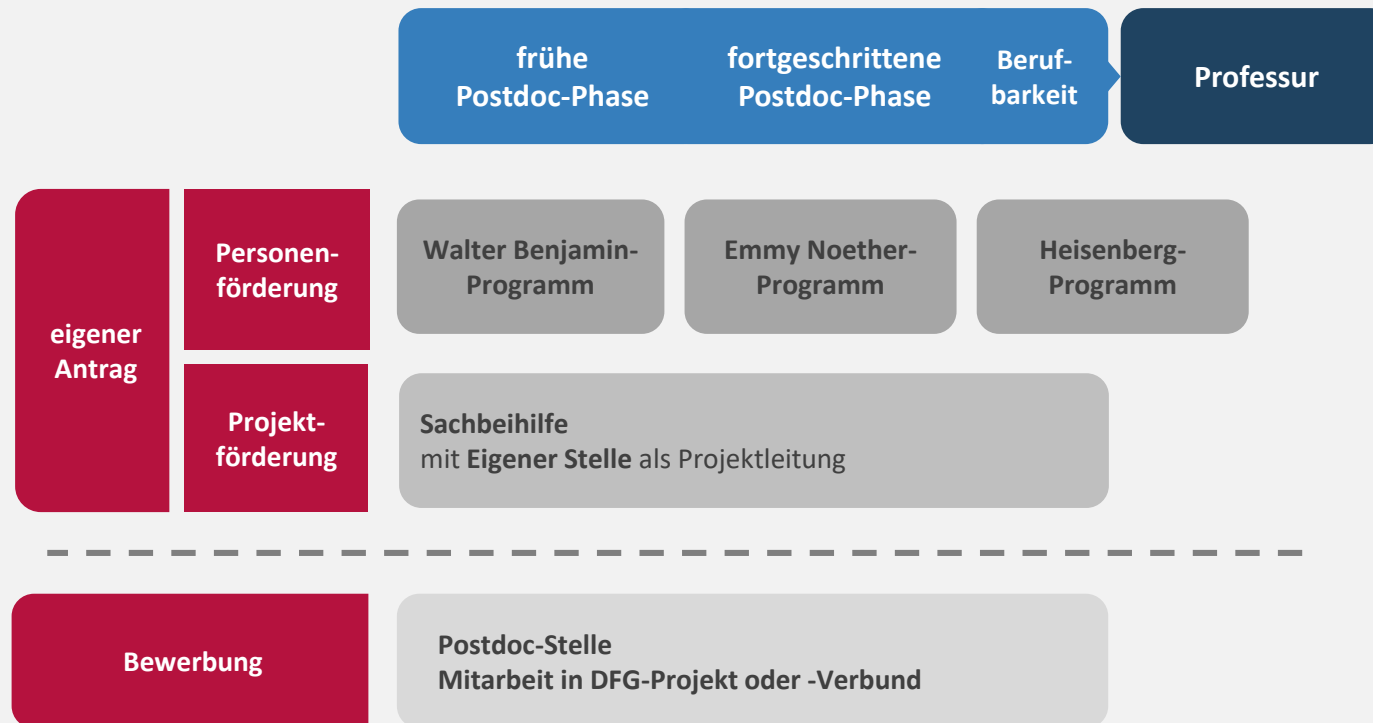 frühe
Postdoc-Phase
fortgeschrittene
Postdoc-Phase
Beruf-
barkeit
Professur
eigener
Antrag
Personen-
förderung
Walter Benjamin-
Programm
Emmy Noether-
Programm
Heisenberg-
Programm
Projekt-
förderung
Sachbeihilfe
mit Eigener Stelle als Projektleitung
Bewerbung
Postdoc-Stelle
Mitarbeit in DFG-Projekt oder -Verbund